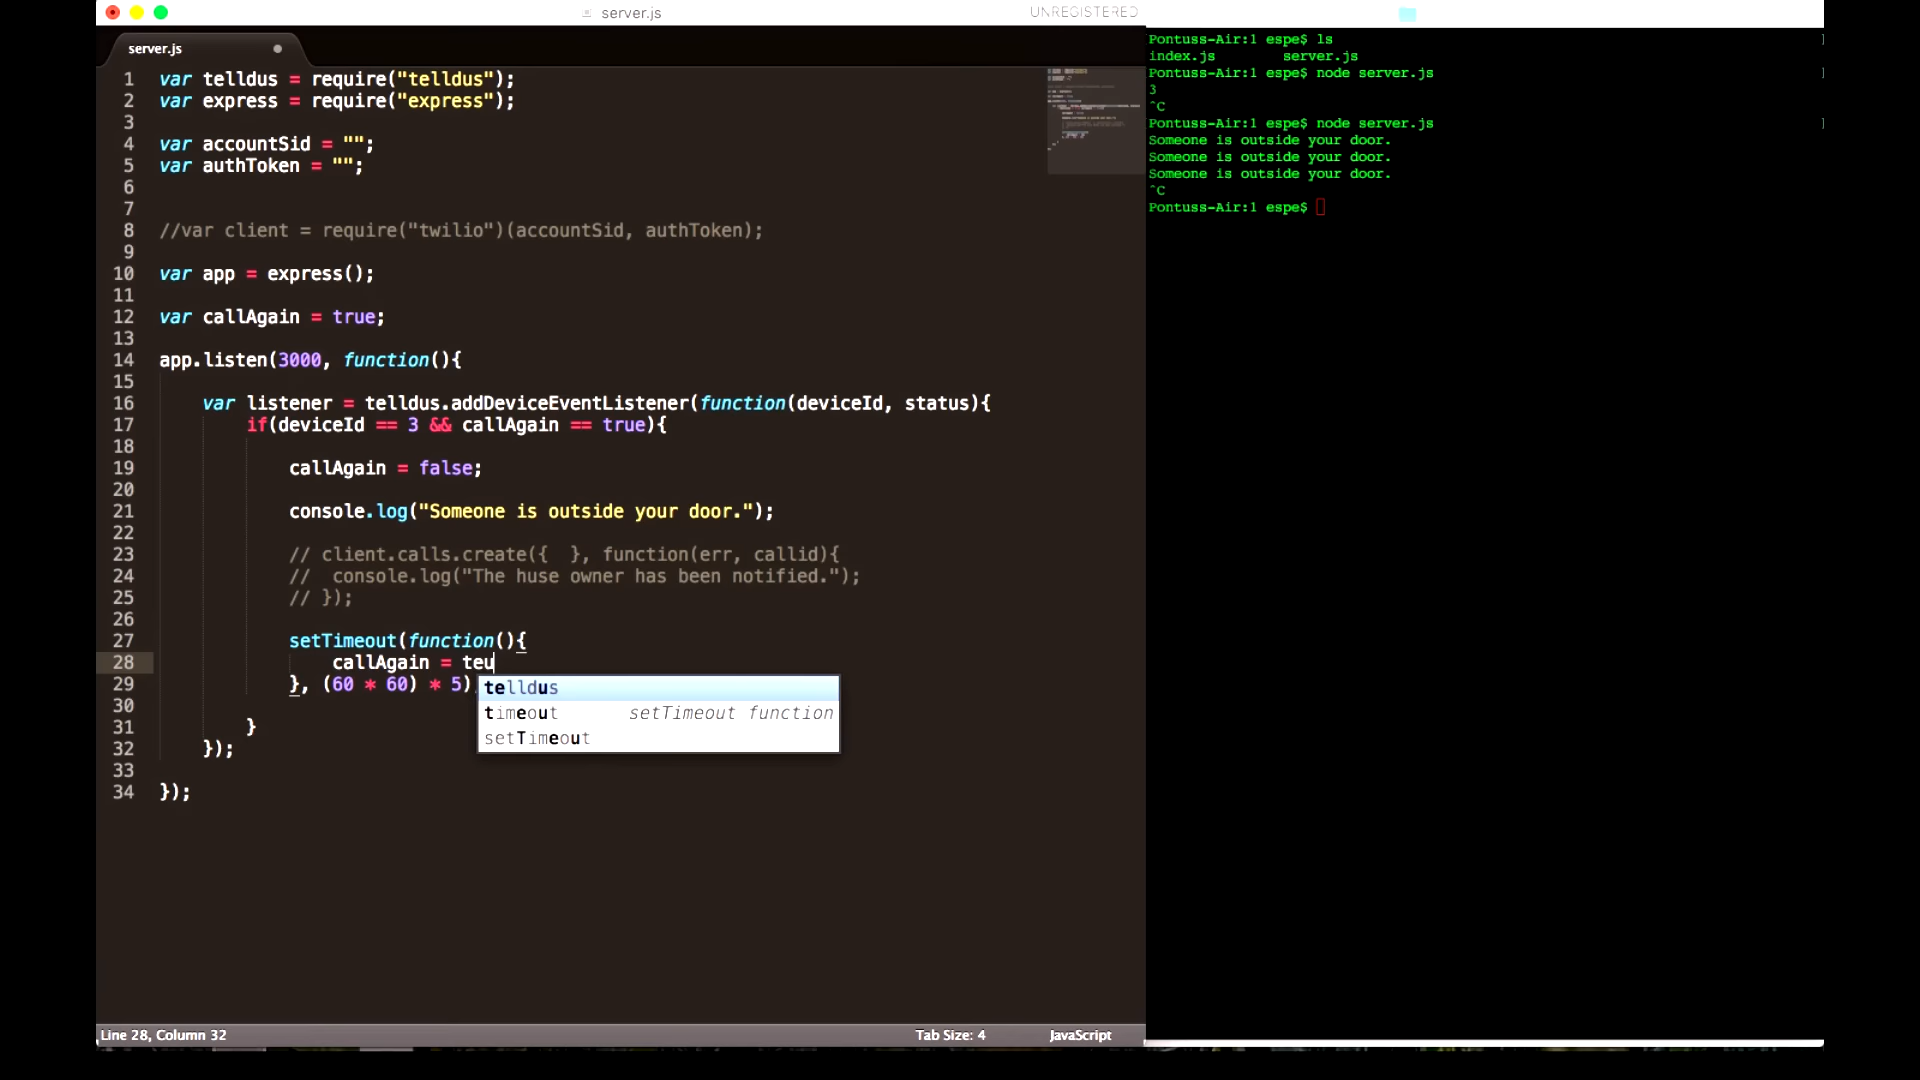 server.js
UNREGISTERED
server.js
1 var telldus = require("telldus");
2 var express = require("express");
3
4 var accountSid = "";
5 var authToken = "";
6
7
8 //var client = require("twilio")(accountSid, authToken);
9
10 var app = express();
11
12 var callAgain = true;
13
14 app.listen(3000, function(){
15
16 var listener = telldus.addDeviceEventListener(function(deviceId, status){
17 if(deviceId == 3 && callAgain == true){
18
19 callAgain = false;
20
21 console.log("Someone is outside your door.");
22
23 // client.calls.create({  }, function(err, callid){
24 //  console.log("The huse owner has been notified.");
25 // });
26
27 setTimeout(function(){
28 callAgain = teu
29 }, (60 * 60) * 5)
30
31 }
32 });
33
34 });
telldus
timeout setTimeout function
setTimeout
Line 28, Column 32
Tab Size: 4
JavaScript
Pontuss-Air:1 espe$ ls
index.js server.js
Pontuss-Air:1 espe$ node server.js
3
^C
Pontuss-Air:1 espe$ node server.js
Someone is outside your door.
Someone is outside your door.
Someone is outside your door.
^C
Pontuss-Air:1 espe$